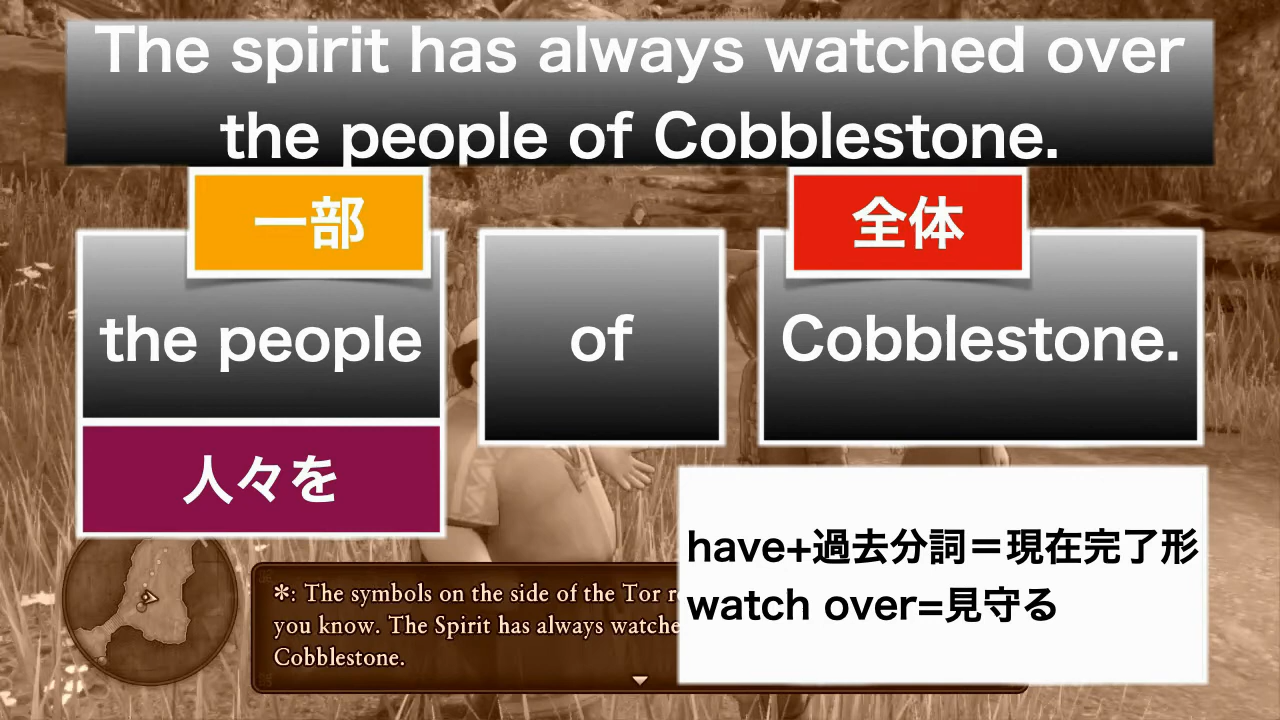 The spirit has always watched over
the people of Cobblestone.
一部
全体
the people
of
Cobblestone.
人々を
have+過去分詞＝現在完了形
watch over=見守る
*: The symbols on the side of the Tor
you know. The Spirit has always
Cobblestone.